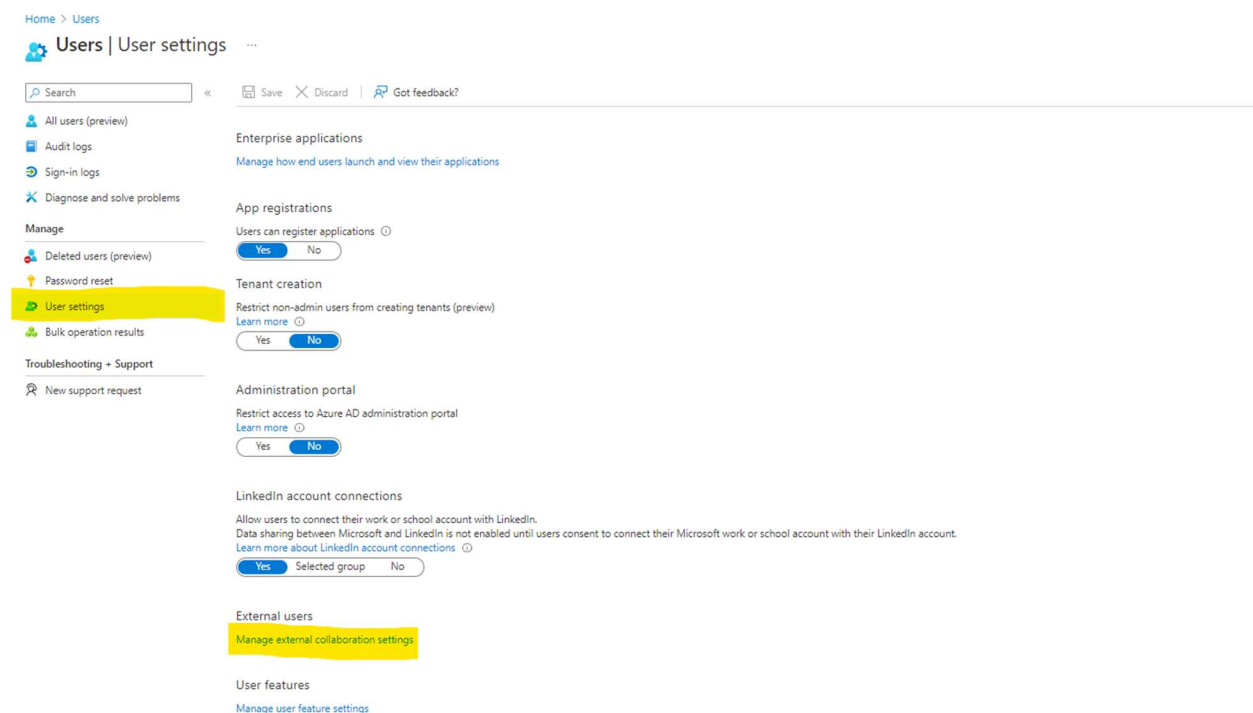 Home > Users
Users | User settings ...
Search «
Save Discard Got feedback?
All users (preview)
Audit logs
Sign-in logs
Diagnose and solve problems
Manage
Deleted users (preview)
Password reset
User settings
Bulk operation results
Troubleshooting + Support
New support request
Enterprise applications
Manage how end users launch and view their applications
App registrations
Users can register applications
Yes No
Tenant creation
Restrict non-admin users from creating tenants (preview)
Learn more
Yes No
Administration portal
Restrict access to Azure AD administration portal
Learn more
Yes No
LinkedIn account connections
Allow users to connect their work or school account with LinkedIn.
Data sharing between Microsoft and LinkedIn is not enabled until users consent to connect their Microsoft work or school account with their LinkedIn account.
Learn more about LinkedIn account connections
Yes Selected group No
External users
Manage external collaboration settings
User features
Manage user feature settings